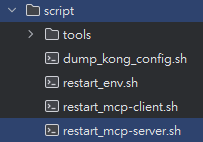 script
tools
dump_kong_config.sh
restart_env.sh
restart_mcp-client.sh
restart_mcp-server.sh